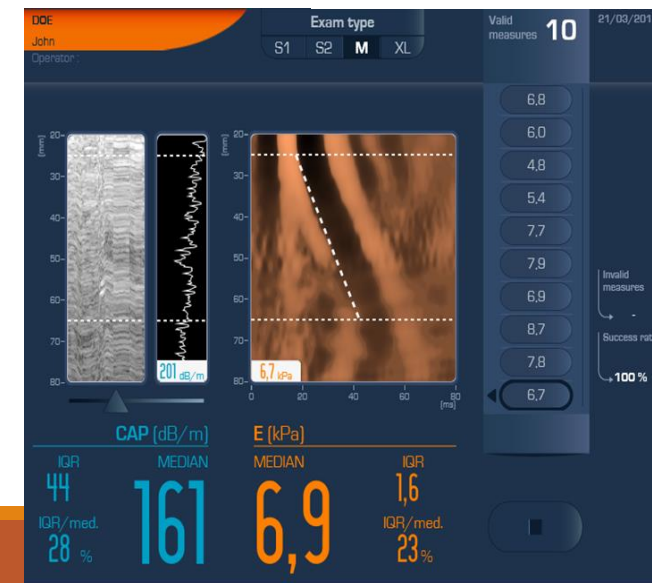 DOE
John
Operator :
Exam type
S1 S2 M XL
Valid
measures 10
21/03/201
6,8
6,0
4,8
5,4
7,7
7,9
6,9
8,7
7,8
6,7
Invalid
measures
-
Success rat
100 %
[mm]
20-
30-
40-
50-
60-
70-
80-
201 dB/m
[mm]
20-
30-
40-
50-
60-
70-
80-
6,7 kPa
0 20 40 60 80
[ms]
CAP (dB/m)
IQR MEDIAN
44
161
IQR/med.
28 %
E (kPa)
MEDIAN IQR
6,9
1,6
IQR/med.
23 %